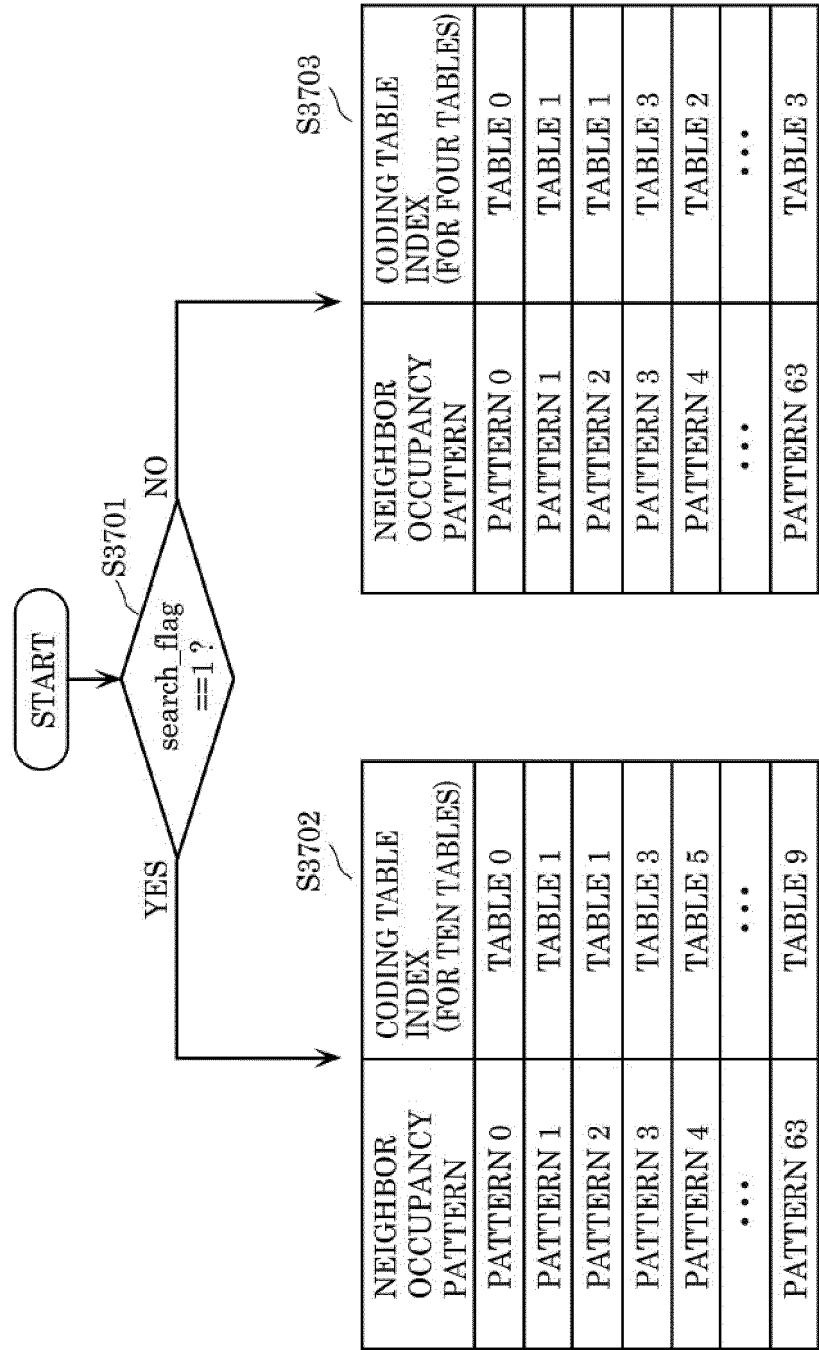 START
S3701
search_flag
==1 ?
YES
NO
S3702
NEIGHBOR
OCCUPANCY
PATTERN
CODING TABLE
INDEX
(FOR TEN TABLES)
PATTERN 0 TABLE 0
PATTERN 1 TABLE 1
PATTERN 2 TABLE 1
PATTERN 3 TABLE 3
PATTERN 4 TABLE 5
••• •••
PATTERN 63 TABLE 9
S3703
NEIGHBOR
OCCUPANCY
PATTERN
CODING TABLE
INDEX
(FOR FOUR TABLES)
PATTERN 0 TABLE 0
PATTERN 1 TABLE 1
PATTERN 2 TABLE 1
PATTERN 3 TABLE 3
PATTERN 4 TABLE 2
••• •••
PATTERN 63 TABLE 3